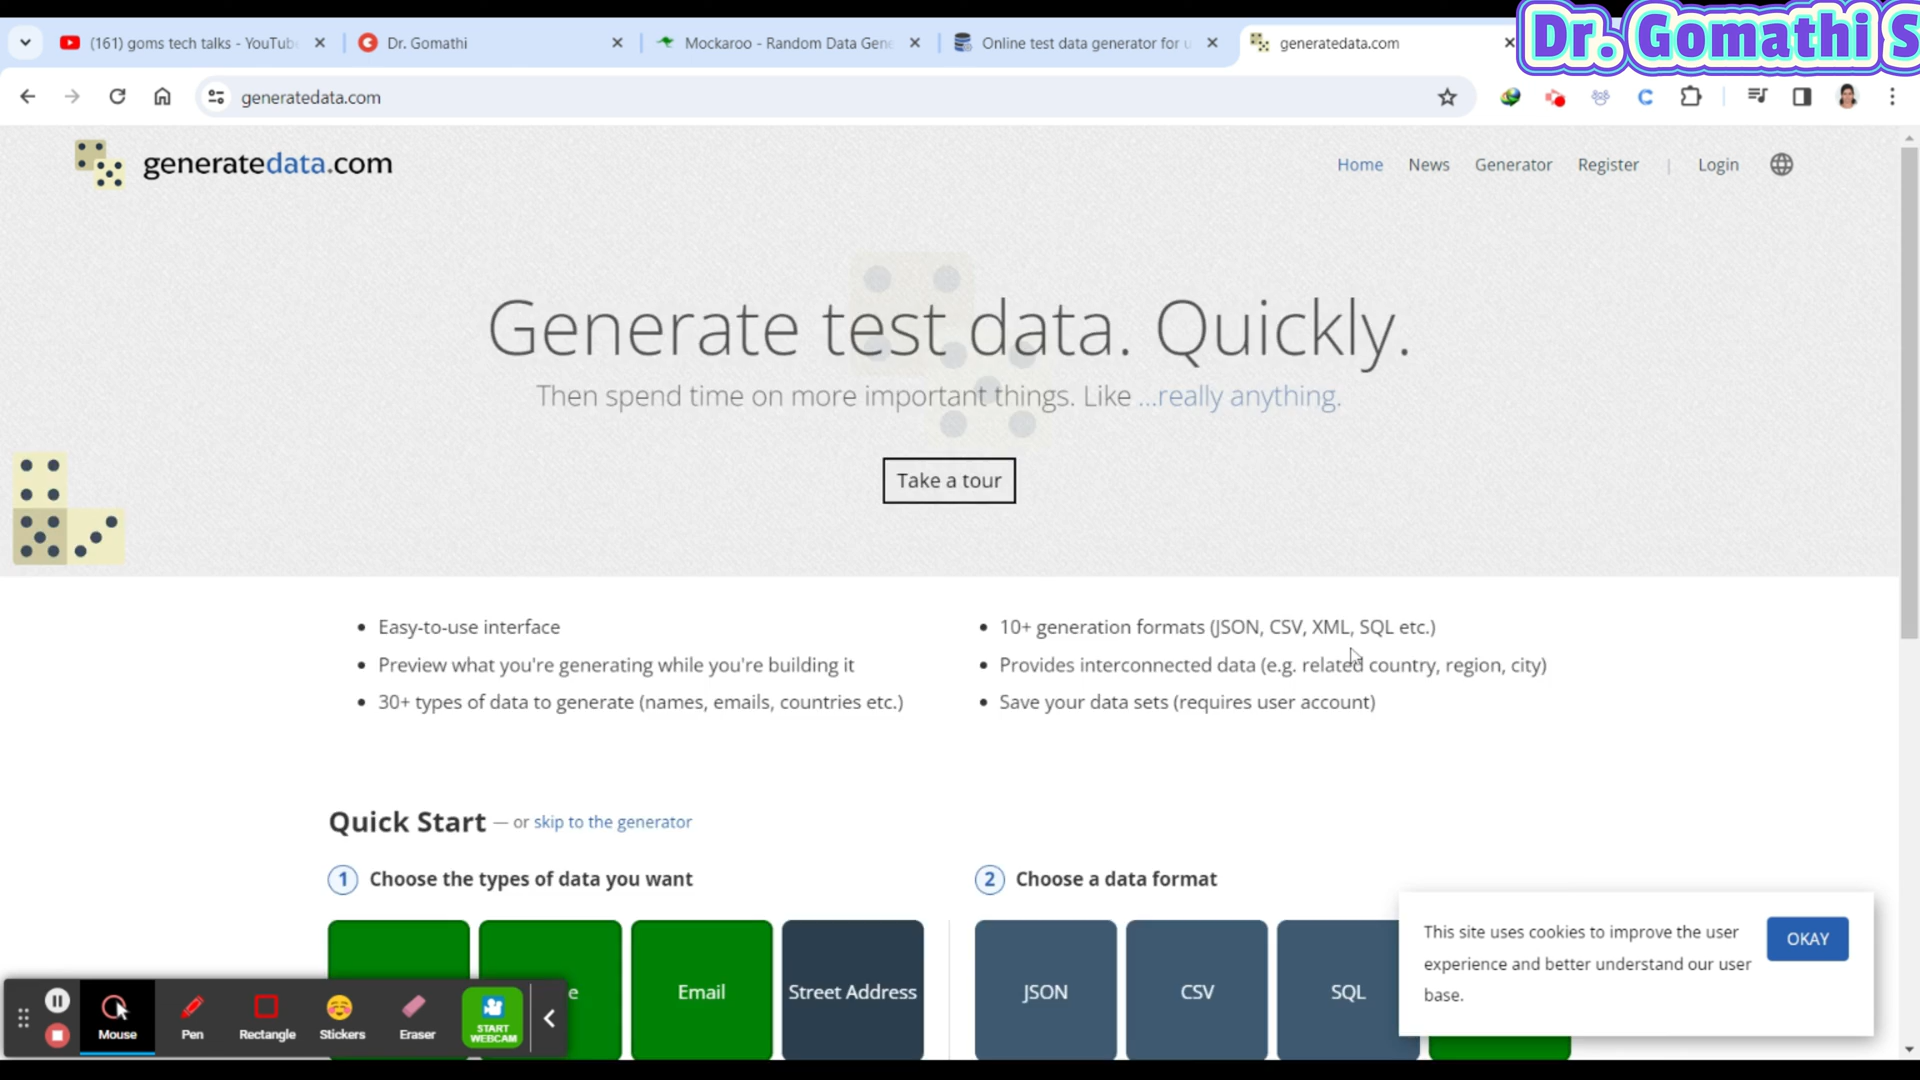 (161) goms tech talks - YouTub
Dr. Gomathi
Mockaroo - Random Data Gene
Online test data generator for u
generatedata.com
Dr. Gomathi S
generatedata.com
generatedata.com
Home
News
Generator
Register
|
Login
Generate test data. Quickly.
Then spend time on more important things. Like ...really anything.
Take a tour
• Easy-to-use interface
• Preview what you're generating while you're building it
• 30+ types of data to generate (names, emails, countries etc.)
• 10+ generation formats (JSON, CSV, XML, SQL etc.)
• Provides interconnected data (e.g. related country, region, city)
• Save your data sets (requires user account)
Quick Start — or skip to the generator
1 Choose the types of data you want
2 Choose a data format
e
Email
Street Address
JSON
CSV
SQL
This site uses cookies to improve the user
experience and better understand our user
base.
OKAY
Mouse
Pen
Rectangle
Stickers
Eraser
START
WEBCAM